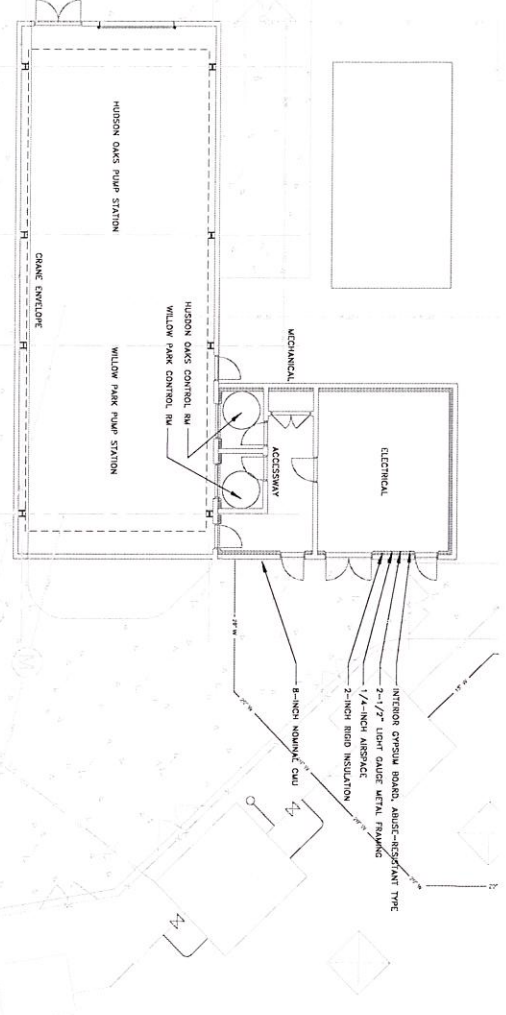 HUDSON OAKS PUMP STATION
WILLOW PARK PUMP STATION
CRANE ENVELOPE
HUSDON OAKS CONTROL RM
WILLOW PARK CONTROL RM
MECHANICAL
ACCESSWAY
ELECTRICAL
INTERIOR GYPSUM BOARD, ABUSE-RESISTANT TYPE
2-1/2" LIGHT GAUGE METAL FRAMING
1/4-INCH AIRSPACE
2-INCH RIGID INSULATION
8-INCH NOMINAL CMU